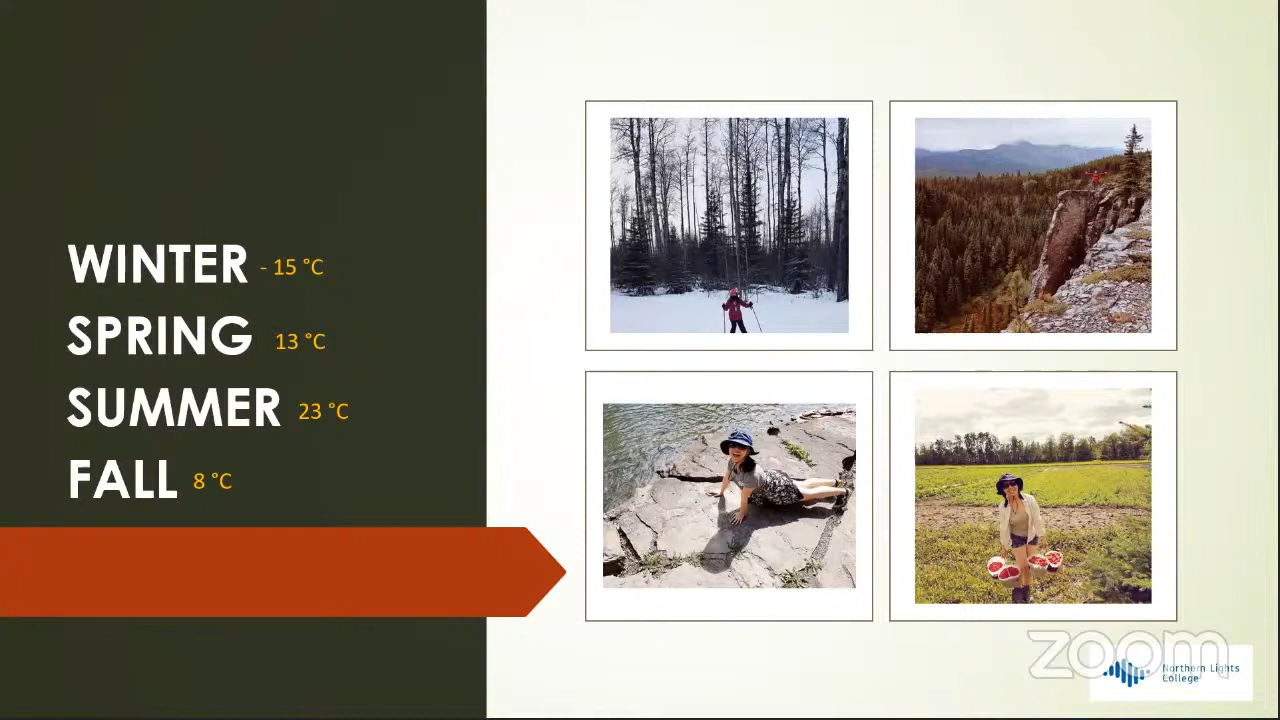 WINTER - 15 °C
SPRING 13 °C
SUMMER 23 °C
FALL 8 °C
zoom
Northern Lights
College